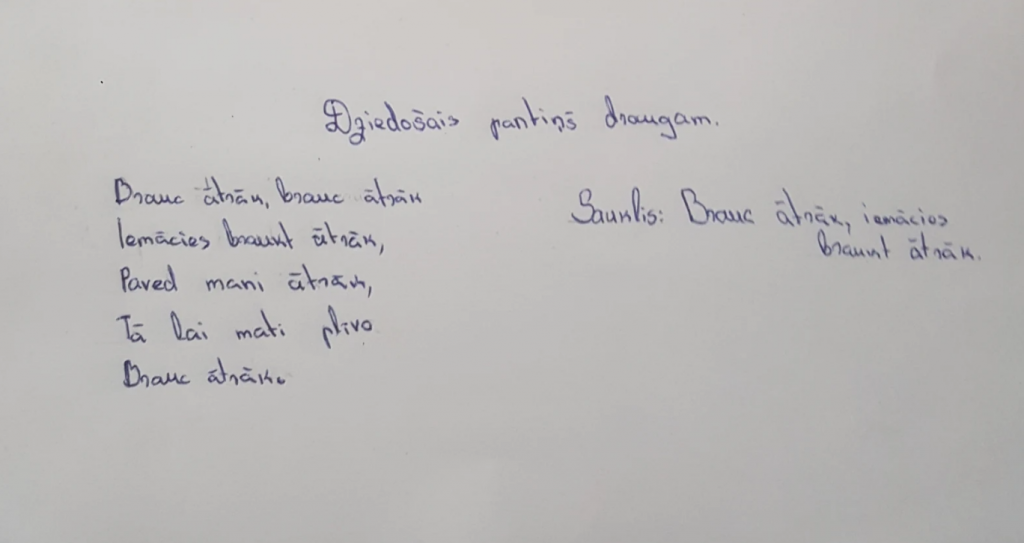 Dziedošais pantiņš draugam.
Brauc ātrāk, brauc ātrāk
Iemācies braukt ātrāk,
Paved mani ātrāk,
Tā lai mati plīvo
Brauc ātrāk.
Sauklis: Brauc ātrāk, iemācies
braukt ātrāk.